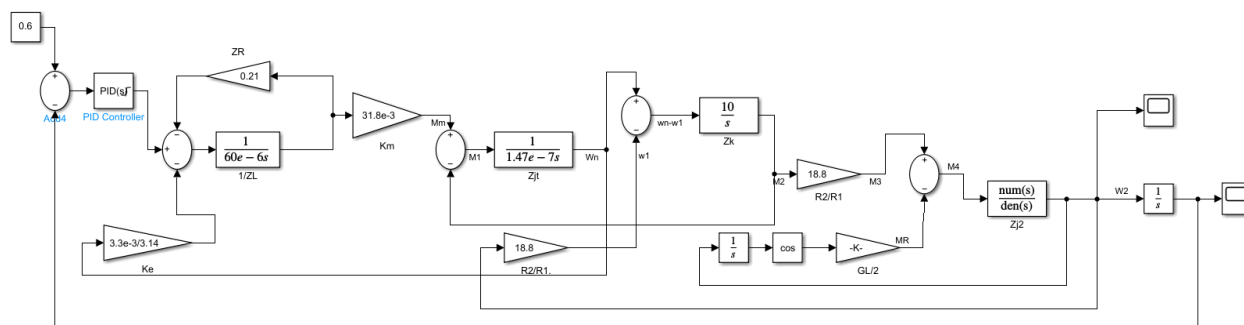 0.6
+
−
Add4
PID(s)
PID Controller
ZR
0.21
−
+
−
1
60e − 6s
1/ZL
31.8e-3
Km
Mm
+
−
M1
1
1.47e − 7s
Zjt
Wn
+
−
w1
wn-w1
10
s
Zk
M2
18.8
R2/R1
M3
+
−
M4
num(s)
den(s)
Zj2
W2
1
s
3.3e-3/3.14
Ke
18.8
R2/R1.
1
s
cos
-K-
GL/2
MR